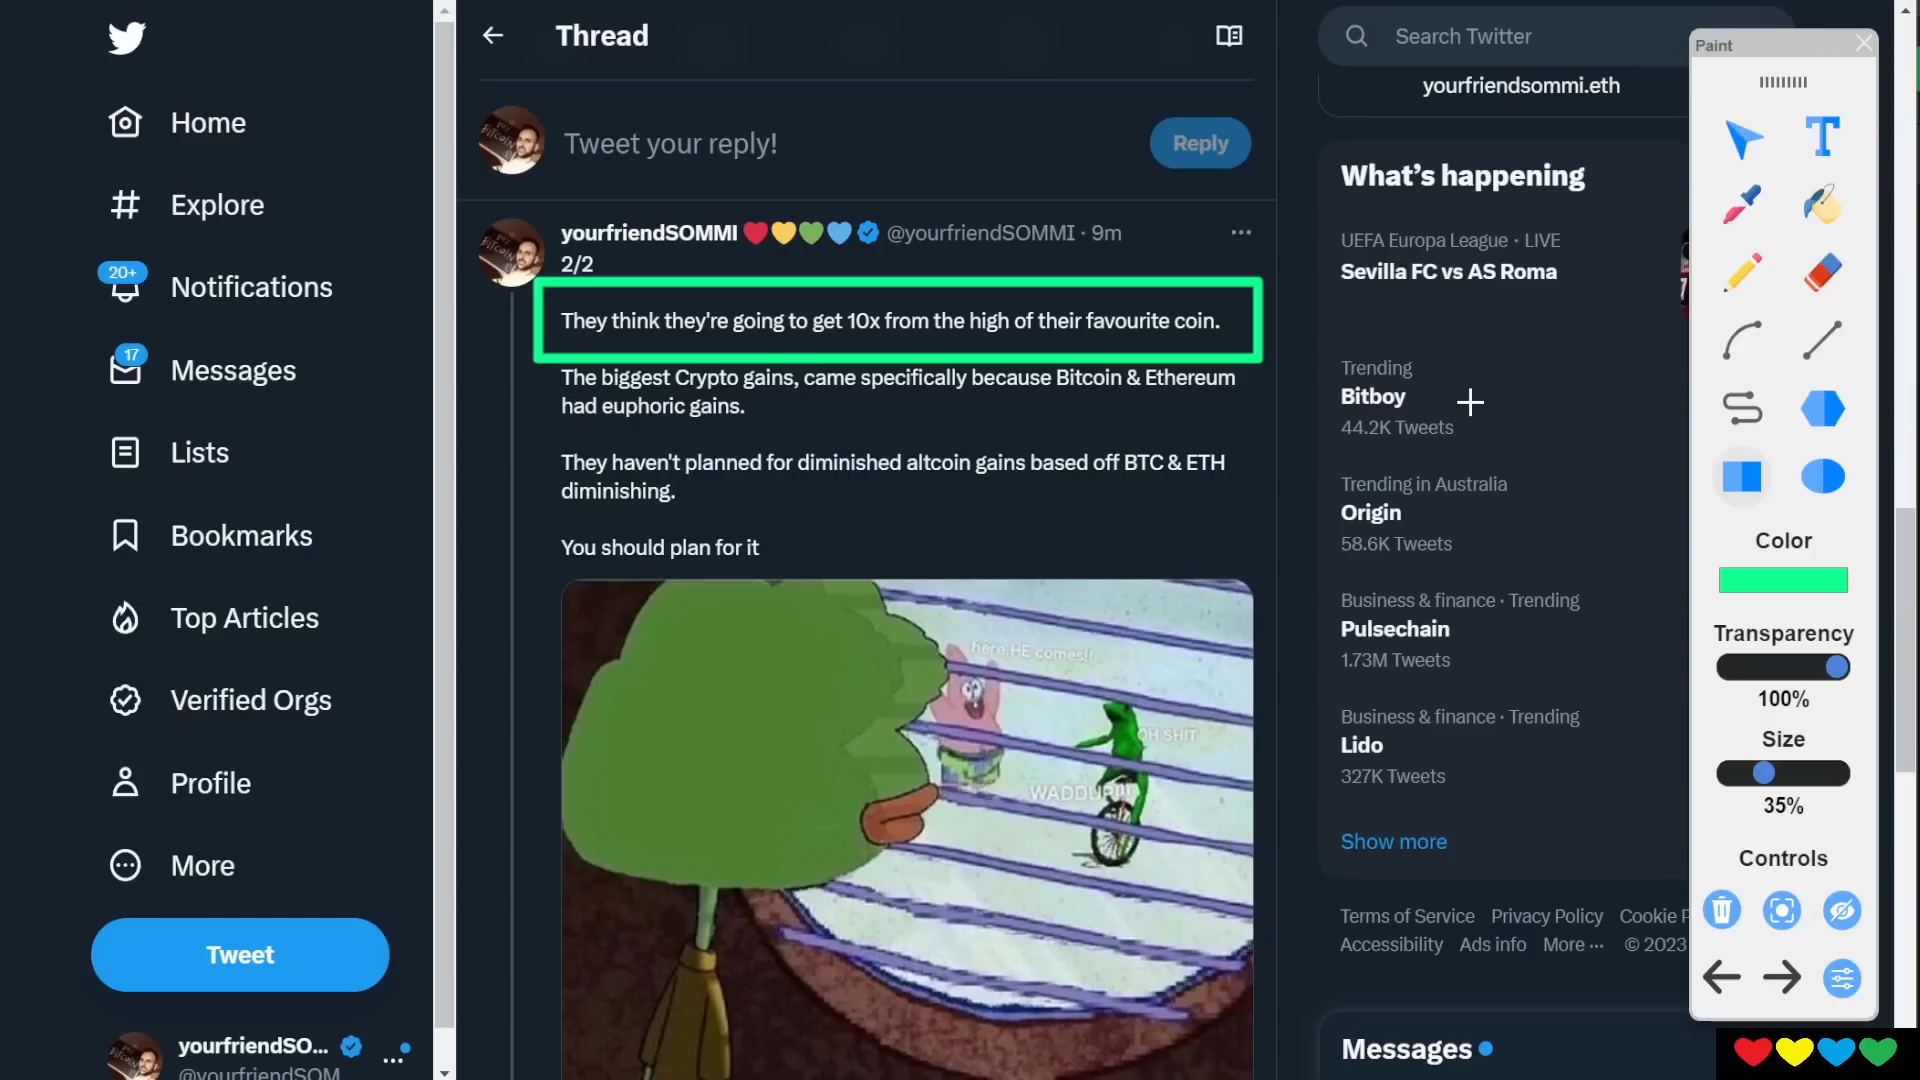 Home
Explore
20+
Notifications
17
Messages
Lists
Bookmarks
Top Articles
Verified Orgs
Profile
More
Tweet
yourfriendSO...
@yourfriendSOM
Thread
Tweet your reply!
Reply
yourfriendSOMMI @yourfriendSOMMI · 9m
2/2
They think they're going to get 10x from the high of their favourite coin.
The biggest Crypto gains, came specifically because Bitcoin & Ethereum
had euphoric gains.
They haven't planned for diminished altcoin gains based off BTC & ETH
diminishing.
You should plan for it
here HE comes!!
OH SHIT
WADDUP!!!
Search Twitter
yourfriendsommi.eth
What's happening
UEFA Europa League · LIVE
Sevilla FC vs AS Roma
Trending
Bitboy
44.2K Tweets
Trending in Australia
Origin
58.6K Tweets
Business & finance · Trending
Pulsechain
1.73M Tweets
Business & finance · Trending
Lido
327K Tweets
Show more
Terms of Service Privacy Policy Cookie
Accessibility Ads info More ··· © 2023
Messages
Paint
T
Color
Transparency
100%
Size
35%
Controls